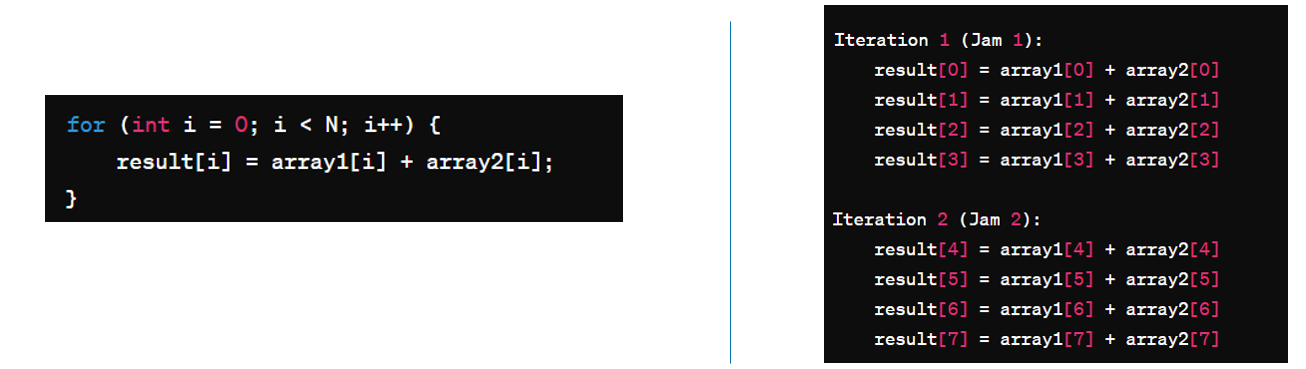 for (int i = 0; i < N; i++) {
    result[i] = array1[i] + array2[i];
}
Iteration 1 (Jam 1):
    result[0] = array1[0] + array2[0]
    result[1] = array1[1] + array2[1]
    result[2] = array1[2] + array2[2]
    result[3] = array1[3] + array2[3]
Iteration 2 (Jam 2):
    result[4] = array1[4] + array2[4]
    result[5] = array1[5] + array2[5]
    result[6] = array1[6] + array2[6]
    result[7] = array1[7] + array2[7]